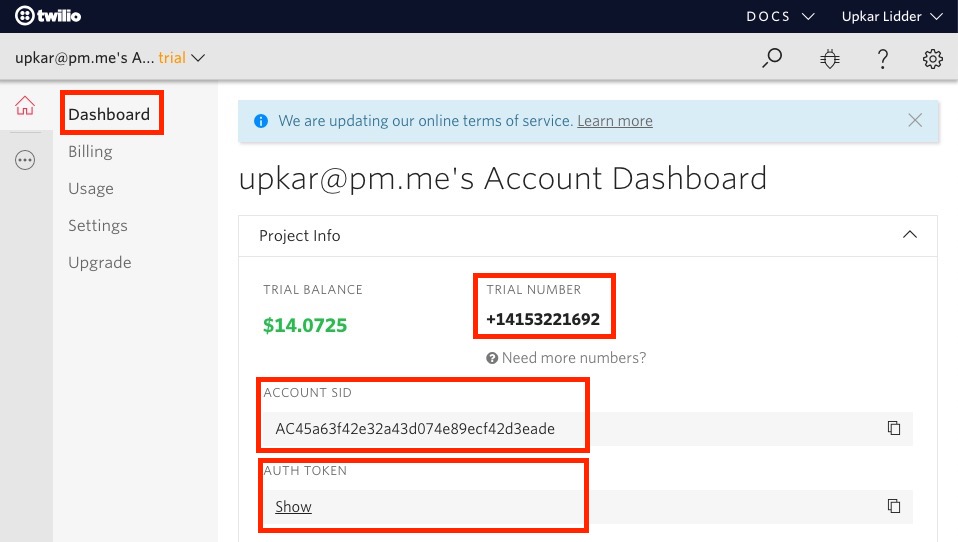 twilio
DOCS
Upkar Lidder
upkar@pm.me's A... trial
Dashboard
Billing
Usage
Settings
Upgrade
We are updating our online terms of service. Learn more
upkar@pm.me's Account Dashboard
Project Info
TRIAL BALANCE
$14.0725
TRIAL NUMBER
+14153221692
Need more numbers?
ACCOUNT SID
AC45a63f42e32a43d074e89ecf42d3eade
AUTH TOKEN
Show